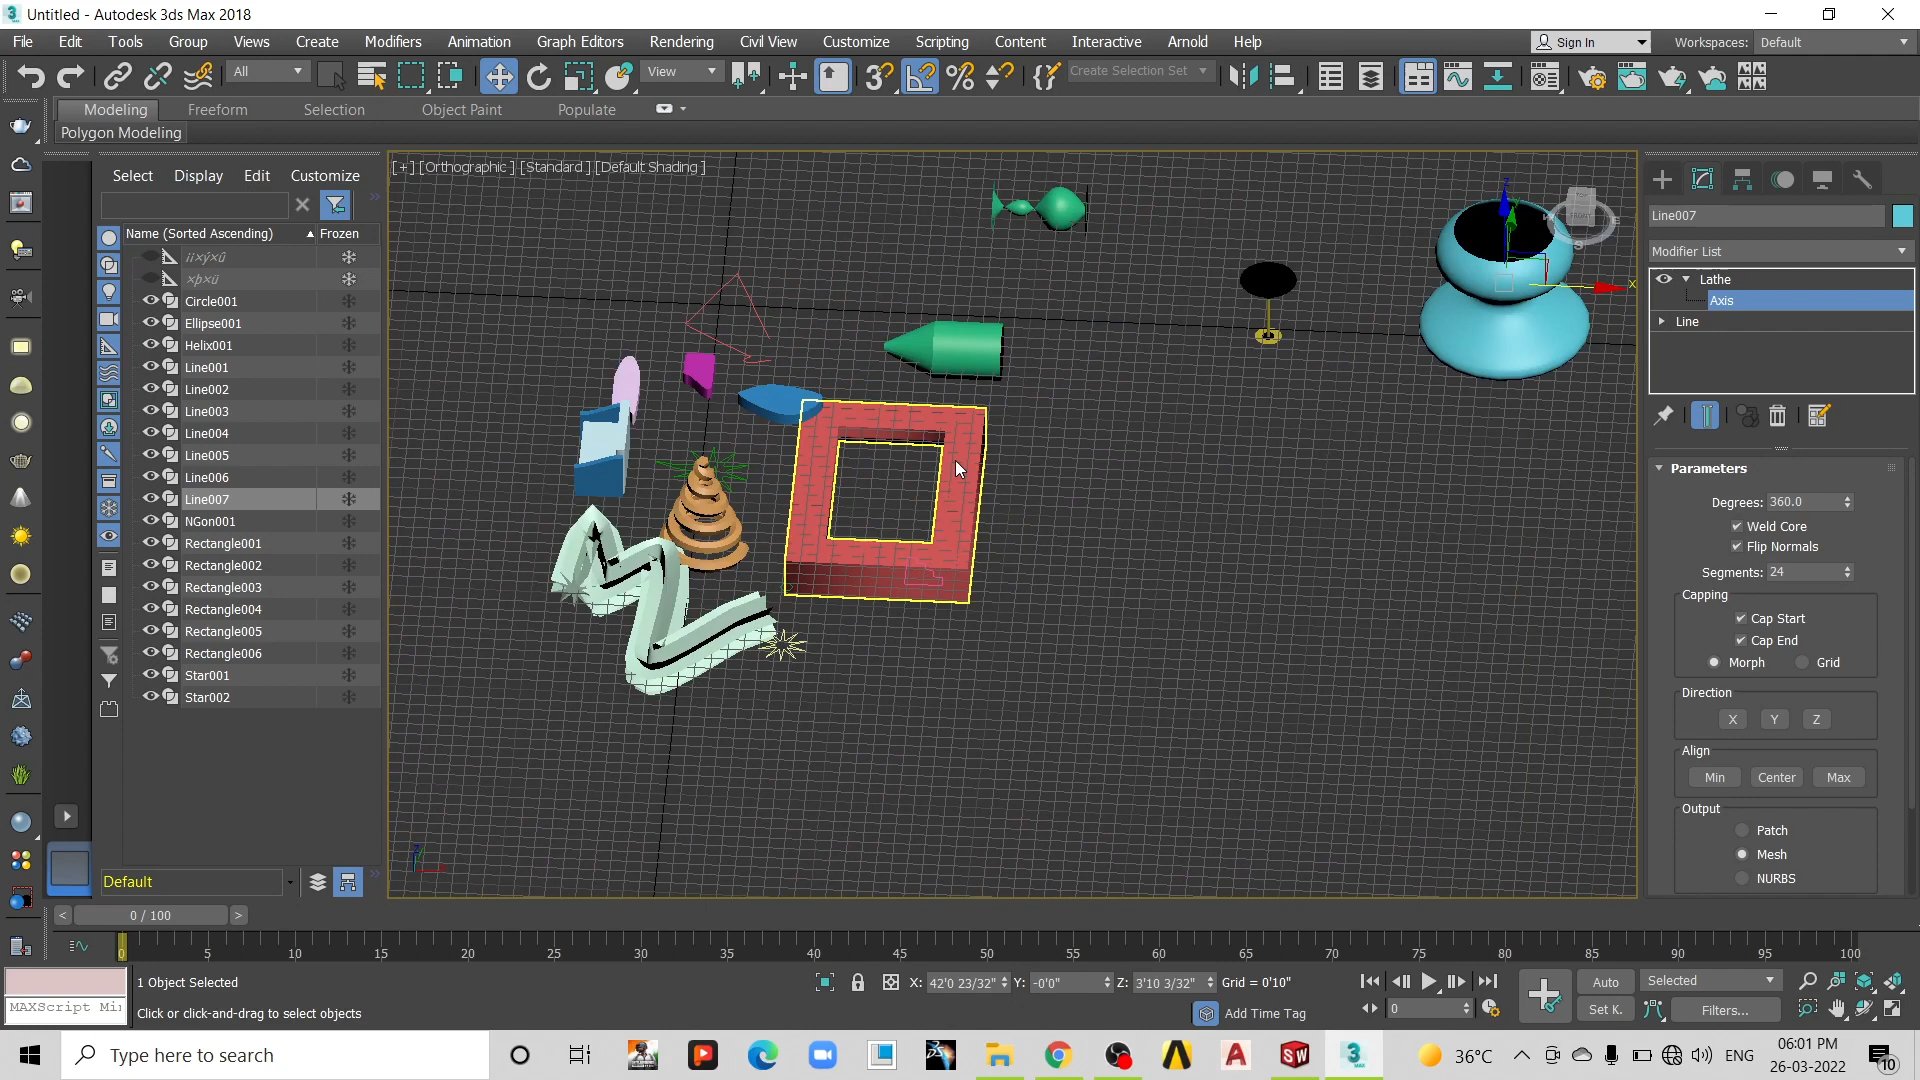 Untitled - Autodesk 3ds Max 2018
File Edit Tools Group Views Create Modifiers Animation Graph Editors Rendering Civil View Customize Scripting Content Interactive Arnold Help Sign In Workspaces: Default
All View Create Selection Set
Modeling Freeform Selection Object Paint Populate
Polygon Modeling
Select Display Edit Customize
[+] [Orthographic ] [Standard ] [Default Shading ]
Name (Sorted Ascending) Frozen
¡¡×ý×û
×þ×ü
Circle001
Ellipse001
Helix001
Line001
Line002
Line003
Line004
Line005
Line006
Line007
NGon001
Rectangle001
Rectangle002
Rectangle003
Rectangle004
Rectangle005
Rectangle006
Star001
Star002
Default
Line007
Modifier List
Lathe
Axis
Line
Parameters
Degrees: 360.0
Weld Core
Flip Normals
Segments: 24
Capping
Cap Start
Cap End
Morph Grid
Direction
X Y Z
Align
Min Center Max
Output
Patch
Mesh
NURBS
FRONT
Z
X
< 0 / 100 >
0 5 10 15 20 25 30 35 40 45 50 55 60 65 70 75 80 85 90 95 100
1 Object Selected X: 42'0 23/32" Y: -0'0" Z: 3'10 3/32" Grid = 0'10" Auto Selected
MAXScript Mi
Click or click-and-drag to select objects Add Time Tag 0 Set K. Filters...
Type here to search 36°C ENG 06:01 PM
26-03-2022
10